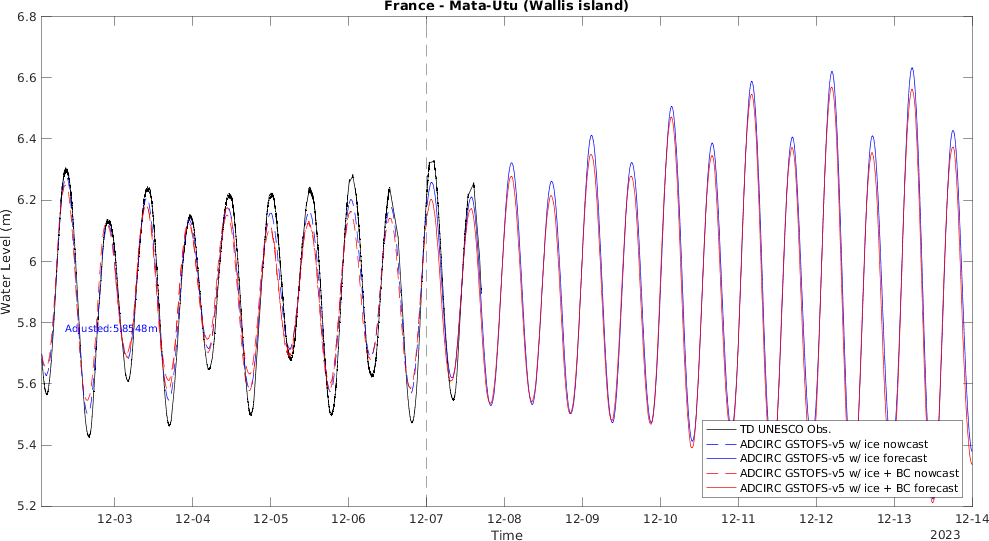 France - Mata-Utu (Wallis island)
6.8
6.6
6.4
6.2
6
5.8
5.6
5.4
5.2
Water Level (m)
Adjusted:5.8548m
TD UNESCO Obs.
ADCIRC GSTOFS-v5 w/ ice nowcast
ADCIRC GSTOFS-v5 w/ ice forecast
ADCIRC GSTOFS-v5 w/ ice + BC nowcast
ADCIRC GSTOFS-v5 w/ ice + BC forecast
12-03 12-04 12-05 12-06 12-07 12-08 12-09 12-10 12-11 12-12 12-13 12-14
Time
2023